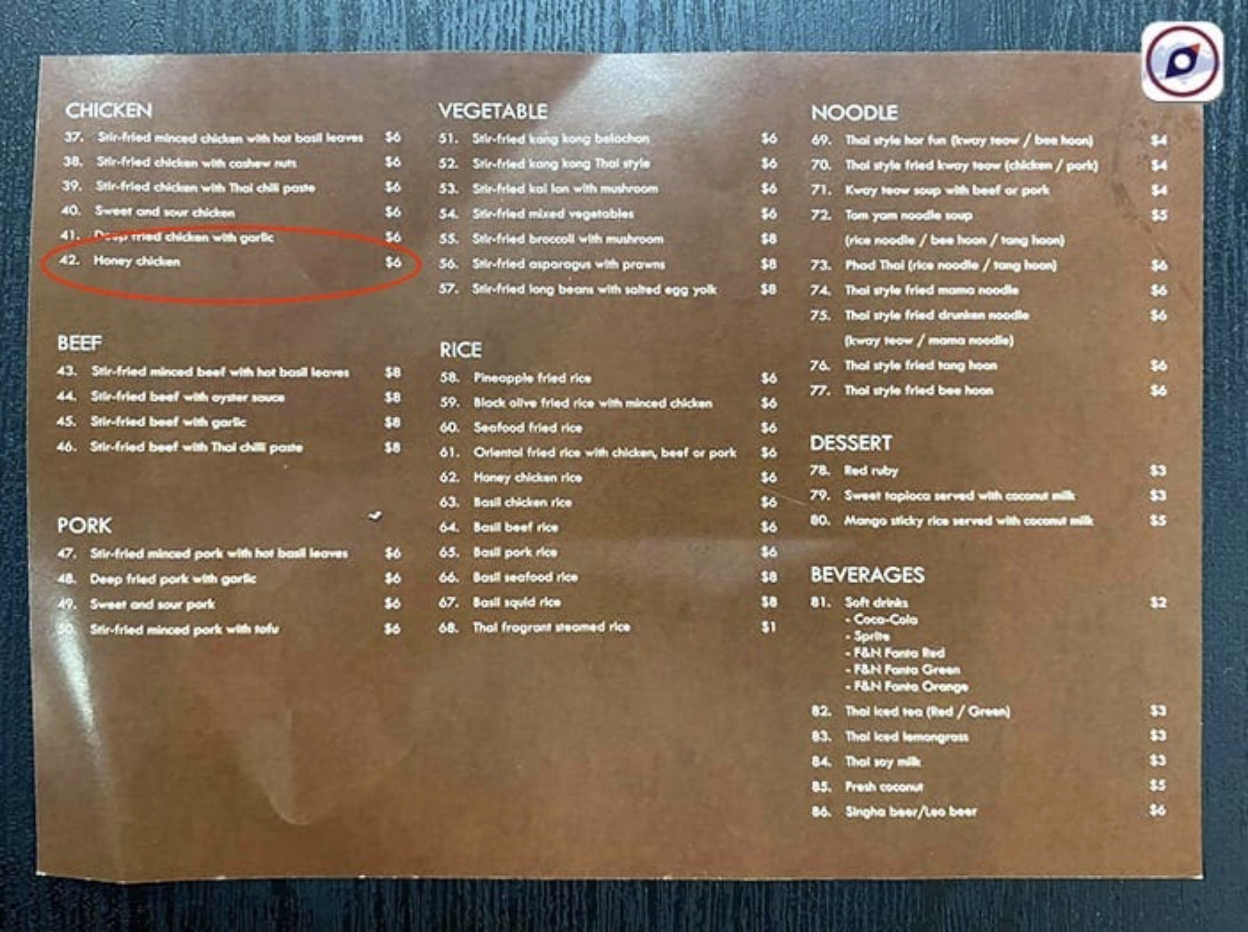 CHICKEN
37. Stir-fried minced chicken with hot basil leaves $6
38. Stir-fried chicken with cashew nuts $6
39. Stir-fried chicken with Thai chili paste $6
40. Sweet and sour chicken $6
41. Deep fried chicken with garlic $6
42. Honey chicken $6
BEEF
43. Stir-fried minced beef with hot basil leaves $8
44. Stir-fried beef with oyster sauce $8
45. Stir-fried beef with garlic $8
46. Stir-fried beef with Thai chilli paste $8
PORK
47. Stir-fried minced pork with hot basil leaves $6
48. Deep fried pork with garlic $6
49. Sweet and sour pork $6
50. Stir-fried minced pork with tofu $6
VEGETABLE
51. Stir-fried kang kong belachan $6
52. Stir-fried kang kong Thai style $6
53. Stir-fried kai lan with mushroom $6
54. Stir-fried mixed vegetables $6
55. Stir-fried broccoli with mushroom $8
56. Stir-fried asparagus with prawns $8
57. Stir-fried long beans with salted egg yolk $8
RICE
58. Pineapple fried rice $6
59. Black olive fried rice with minced chicken $6
60. Seafood fried rice $6
61. Oriental fried rice with chicken, beef or pork $6
62. Honey chicken rice $6
63. Basil chicken rice $6
64. Basil beef rice $6
65. Basil pork rice $6
66. Basil seafood rice $8
67. Basil squid rice $8
68. Thai fragrant steamed rice $1
NOODLE
69. Thai style hor fun (kway teow / bee hoon) $4
70. Thai style fried kway teow (chicken / pork) $4
71. Kway teow soup with beef or pork $4
72. Tom yam noodle soup $5
(rice noodle / bee hoon / tang hoon)
73. Phad Thai (rice noodle / tang hoon) $6
74. Thai style fried mama noodle $6
75. Thai style fried drunken noodle $6
(kway teow / mama noodle)
76. Thai style fried tang hoon $6
77. Thai style fried bee hoon $6
DESSERT
78. Red ruby $3
79. Sweet tapioca served with coconut milk $3
80. Mango sticky rice served with coconut milk $5
BEVERAGES
81. Soft drinks $2
- Coca-Cola
- Sprite
- F&N Fanta Red
- F&N Fanta Green
- F&N Fanta Orange
82. Thai Iced tea (Red / Green) $3
83. Thai Iced lemongrass $3
84. Thai soy milk $3
85. Fresh coconut $5
86. Singha beer/Leo beer $6